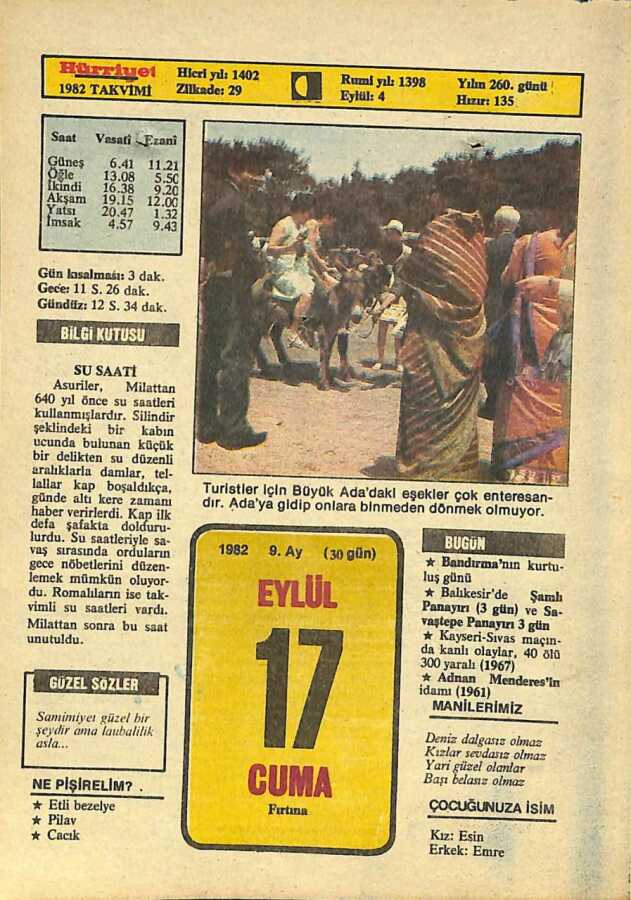 Hürriyet
1982 TAKVİMİ
Hicri yılı: 1402
Zilkade: 29
Rumi yılı: 1398
Eylül: 4
Yılın 260. günü
Hızır: 135
Saat Vasatî Ezanî
Güneş 6.41 11.21
Öğle 13.08 5.50
İkindi 16.38 9.20
Akşam 19.15 12.00
Yatsı 20.47 1.32
İmsak 4.57 9.43
Gün kısalması: 3 dak.
Gece: 11 S. 26 dak.
Gündüz: 12 S. 34 dak.
BİLGİ KUTUSU
SU SAATİ
Asuriler, Milattan
640 yıl önce su saatleri
kullanmışlardır. Silindir
şeklindeki bir kabın
ucunda bulunan küçük
bir delikten su düzenli
aralıklarla damlar, tel-
lallar kap boşaldıkça,
günde altı kere zamanı
haber verirlerdi. Kap ilk
defa şafakta dolduru-
lurdu. Su saatleriyle sa-
vaş sırasında orduların
gece nöbetlerini düzen-
lemek mümkün oluyor-
du. Romalıların ise tak-
vimli su saatleri vardı.
Milattan sonra bu saat
unutuldu.
GÜZEL SÖZLER
Samimiyet güzel bir
şeydir ama laubalilik
asla...
NE PİŞİRELİM? .
★ Etli bezelye
★ Pilav
★ Cacık
Turistler için Büyük Ada'daki eşekler çok enteresan-
dır. Ada'ya gidip onlara binmeden dönmek olmuyor.
1982 9. Ay (30 gün)
EYLÜL
17
CUMA
Fırtına
BUGÜN
★ Bandırma'nın kurtu-
luş günü
★ Balıkesir'de Şamlı
Panayırı (3 gün) ve Sa-
vaştepe Panayırı 3 gün
★ Kayseri-Sıvas maçın-
da kanlı olaylar, 40 ölü
300 yaralı (1967)
★ Adnan Menderes'in
idamı (1961)
MANİLERİMİZ
Deniz dalgasız olmaz
Kızlar sevdasız olmaz
Yari güzel olanlar
Başı belasız olmaz
ÇOCUĞUNUZA İSİM
Kız: Esin
Erkek: Emre